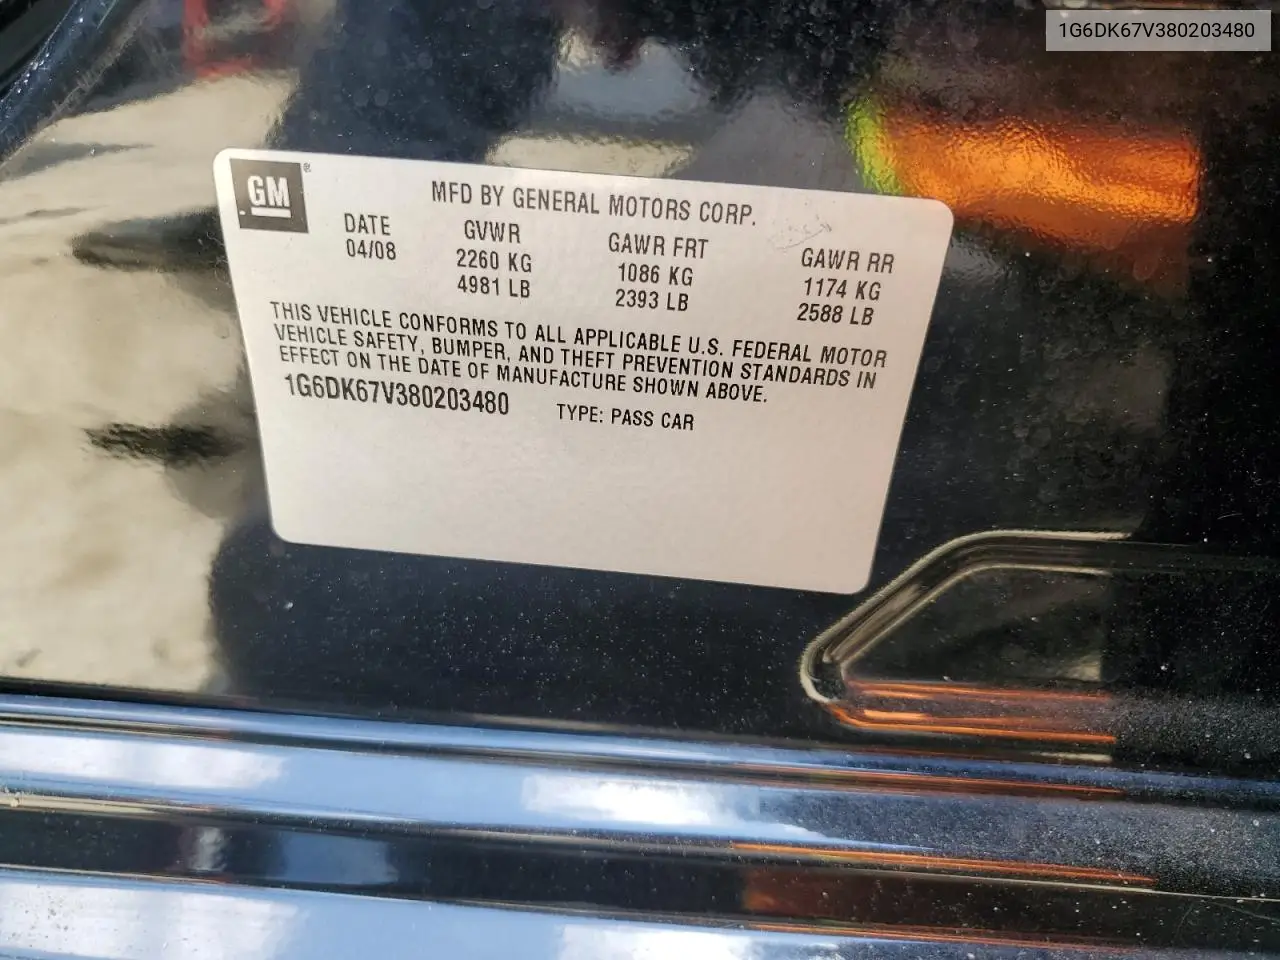 1G6DK67V380203480
GM®
MFD BY GENERAL MOTORS CORP.
DATE GVWR GAWR FRT GAWR RR
04/08 2260 KG 1086 KG 1174 KG
4981 LB 2393 LB 2588 LB
THIS VEHICLE CONFORMS TO ALL APPLICABLE U.S. FEDERAL MOTOR
VEHICLE SAFETY, BUMPER, AND THEFT PREVENTION STANDARDS IN
EFFECT ON THE DATE OF MANUFACTURE SHOWN ABOVE.
1G6DK67V380203480 TYPE: PASS CAR